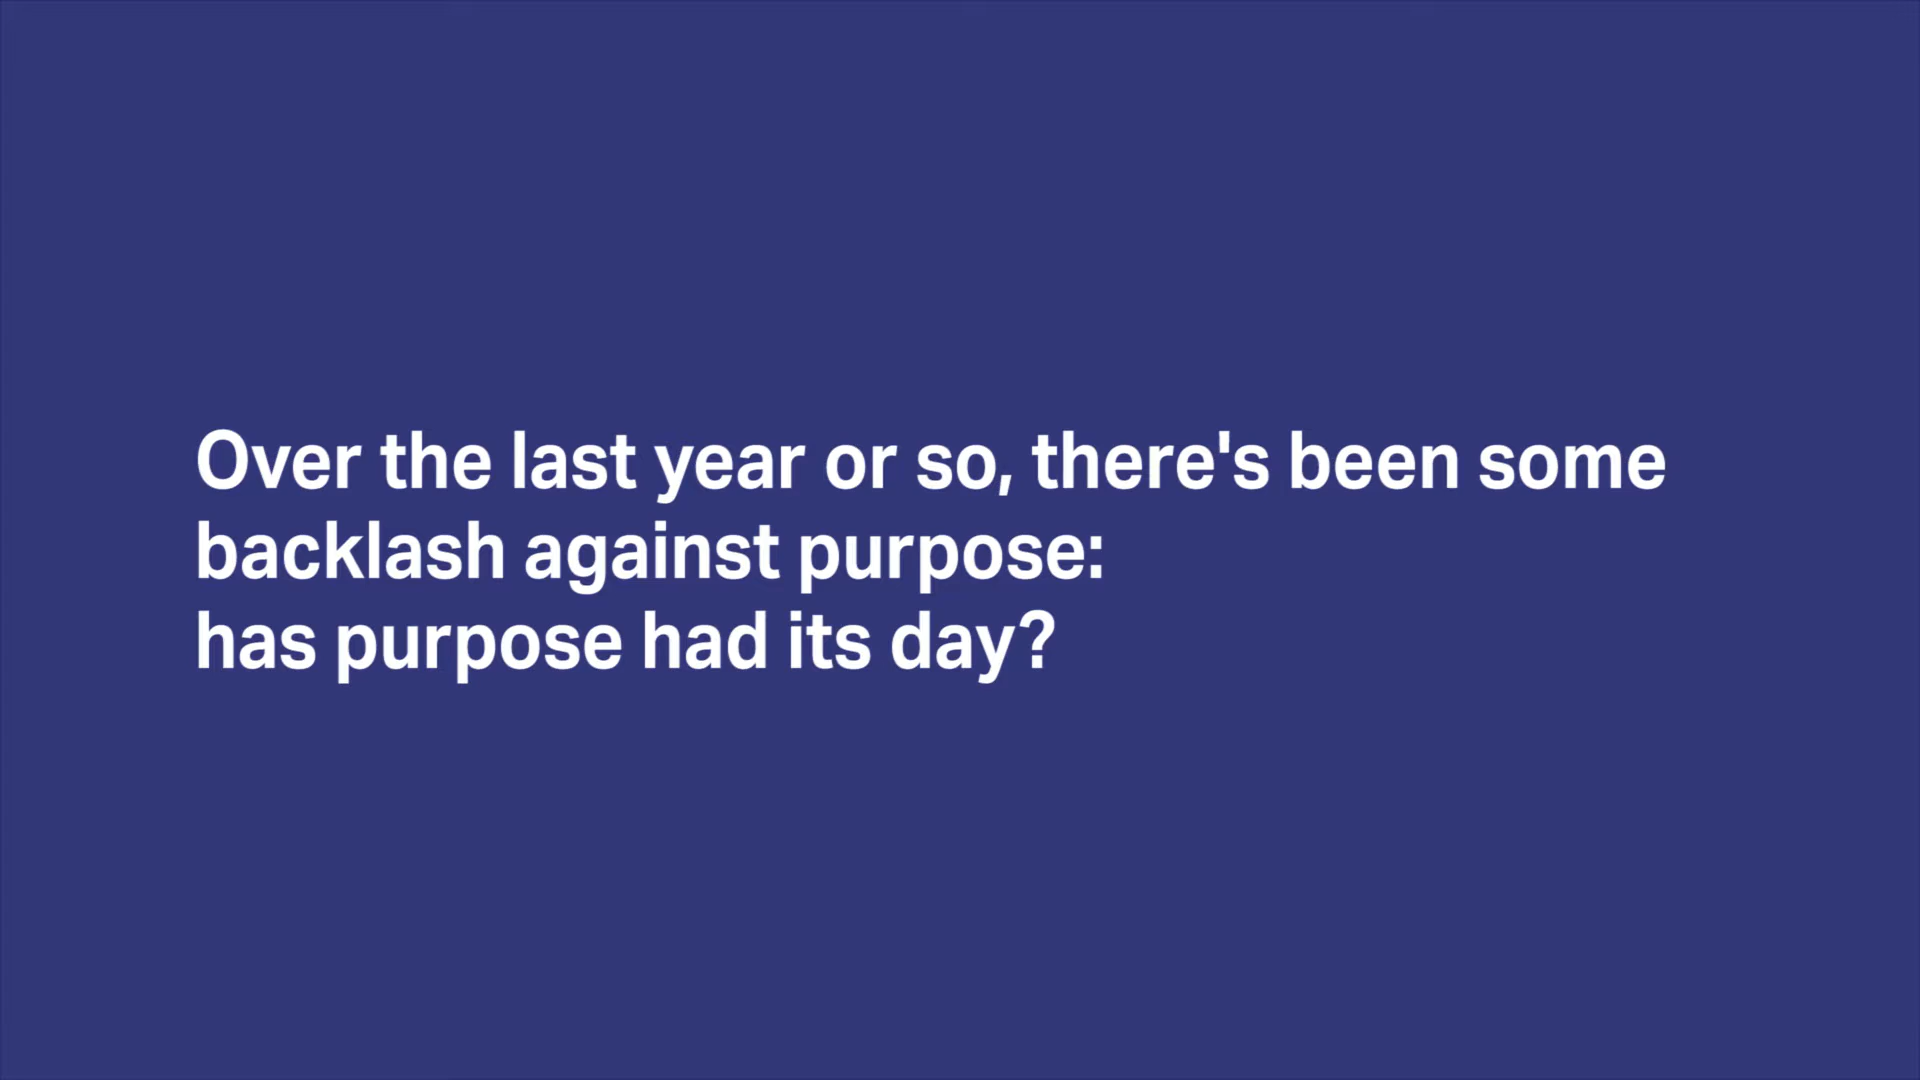 Over the last year or so, there's been some
backlash against purpose:
has purpose had its day?